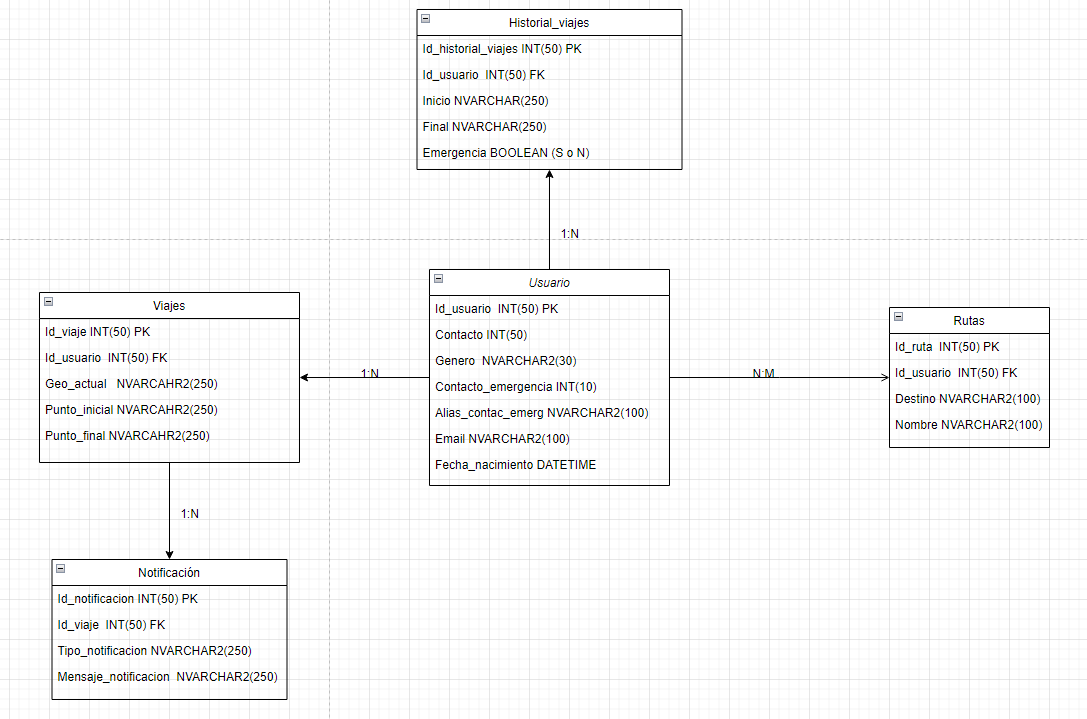 Historial_viajes
Id_historial_viajes INT(50) PK
Id_usuario  INT(50) FK
Inicio NVARCHAR(250)
Final NVARCHAR(250)
Emergencia BOOLEAN (S o N)
1:N
Usuario
Id_usuario  INT(50) PK
Contacto INT(50)
Genero  NVARCHAR2(30)
Contacto_emergencia INT(10)
Alias_contac_emerg NVARCHAR2(100)
Email NVARCHAR2(100)
Fecha_nacimiento DATETIME
1:N
Viajes
Id_viaje INT(50) PK
Id_usuario  INT(50) FK
Geo_actual   NVARCAHR2(250)
Punto_inicial NVARCAHR2(250)
Punto_final NVARCAHR2(250)
N:M
Rutas
Id_ruta  INT(50) PK
Id_usuario  INT(50) FK
Destino NVARCHAR2(100)
Nombre NVARCHAR2(100)
1:N
Notificación
Id_notificacion INT(50) PK
Id_viaje  INT(50) FK
Tipo_notificacion NVARCHAR2(250)
Mensaje_notificacion  NVARCHAR2(250)